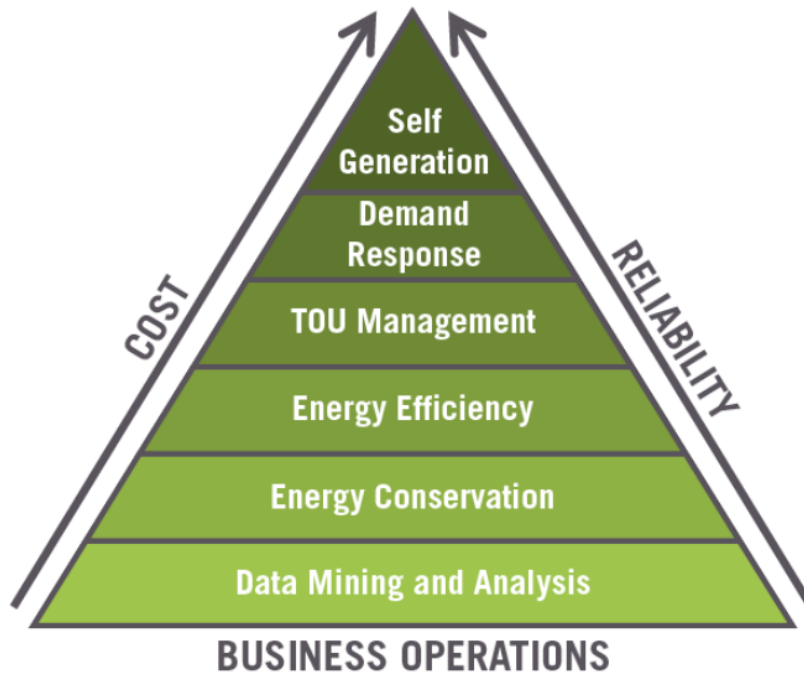 Self
Generation
Demand
Response
COST
RELIABILITY
TOU Management
Energy Efficiency
Energy Conservation
Data Mining and Analysis
BUSINESS OPERATIONS